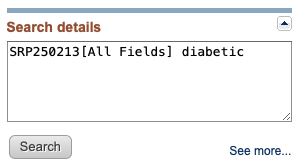 Search details
SRP250213[All Fields] diabetic
Search
See more...